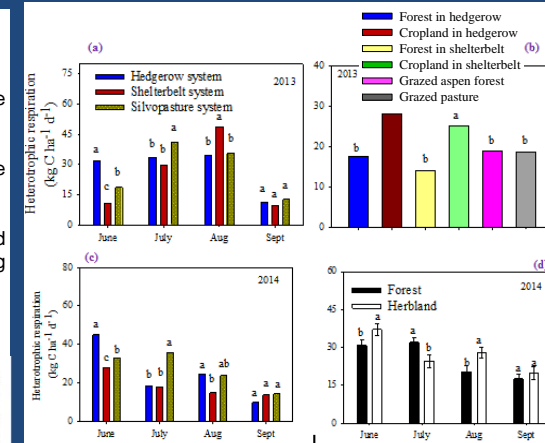 Forest in hedgerow
Cropland in hedgerow
Forest in shelterbelt
Cropland in shelterbelt
Grazed aspen forest
Grazed pasture
(a)
2013
Hedgerow system
Shelterbelt system
Silvopasture system
Heterotrophic respiration
(kg C ha-1 d-1)
75
60
45
30
15
0
a
c
b
b
b
a
b
a
b
a
a
a
June
July
Aug
Sept
(b)
2013
40
30
20
10
0
b
b
a
b
b
(c)
2014
Heterotrophic respiration
(kg C ha-1 d-1)
80
60
40
20
0
a
c
b
b
b
a
a
b
ab
a
a
a
June
July
Aug
Sept
(d)
2014
Forest
Herbland
60
45
30
15
0
b
a
a
b
b
a
a
a
June
July
Aug
Sept